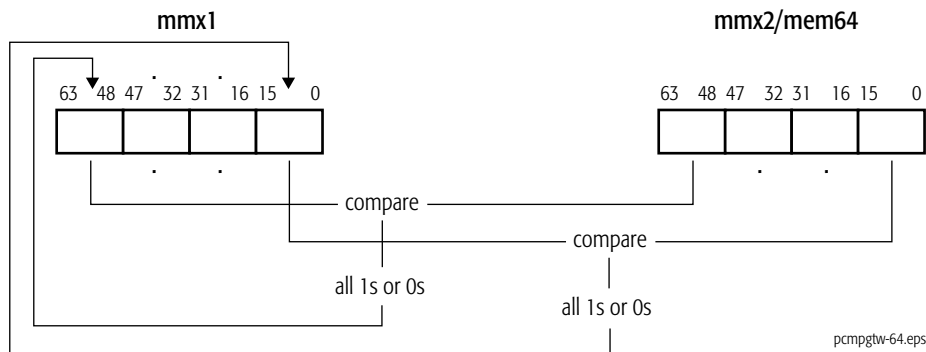 mmx1 mmx2/mem64
. . . .
63 48 47 32 31 16 15 0 63 48 47 32 31 16 15 0
. . . .
compare
compare
all 1s or 0s
all 1s or 0s
pcmpgtw-64.eps